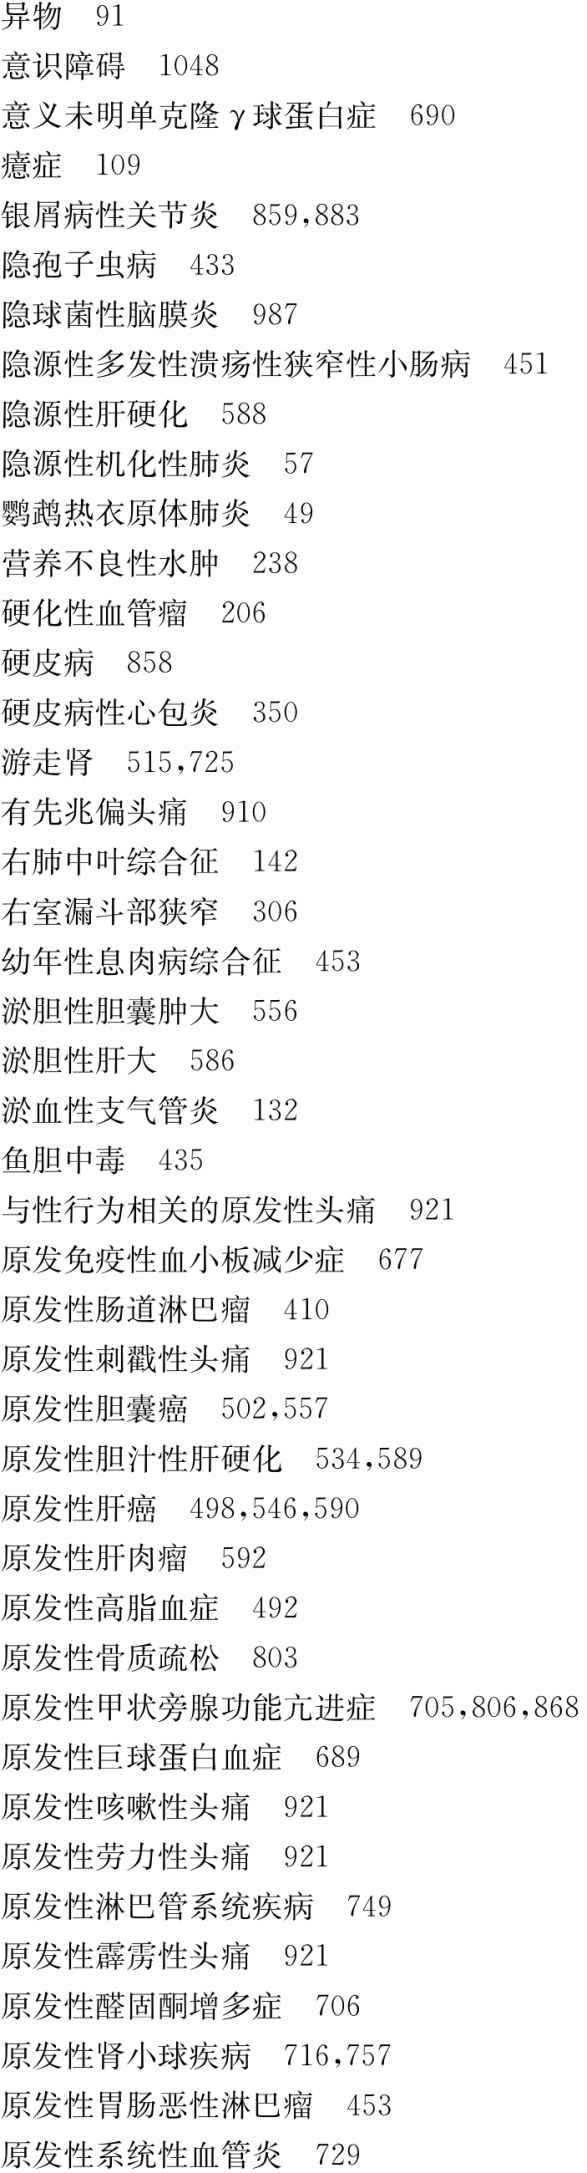 异物　91
意识障碍　1048
意义未明单克隆γ球蛋白症　690
癔症　109
银屑病性关节炎　859,883
隐孢子虫病　433
隐球菌性脑膜炎　987
隐源性多发性溃疡性狭窄性小肠病　451
隐源性肝硬化　588
隐源性机化性肺炎　57
鹦鹉热衣原体肺炎　49
营养不良性水肿　238
硬化性血管瘤　206
硬皮病　858
硬皮病性心包炎　350
游走肾　515,725
有先兆偏头痛　910
右肺中叶综合征　142
右室漏斗部狭窄　306
幼年性息肉病综合征　453
淤胆性胆囊肿大　556
淤胆性肝大　586
淤血性支气管炎　132
鱼胆中毒　435
与性行为相关的原发性头痛　921
原发免疫性血小板减少症　677
原发性肠道淋巴瘤　410
原发性刺戳性头痛　921
原发性胆囊癌　502,557
原发性胆汁性肝硬化　534,589
原发性肝癌　498,546,590
原发性肝肉瘤　592
原发性高脂血症　492
原发性骨质疏松　803
原发性甲状旁腺功能亢进症　705,806,868
原发性巨球蛋白血症　689
原发性咳嗽性头痛　921
原发性劳力性头痛　921
原发性淋巴管系统疾病　749
原发性霹雳性头痛　921
原发性醛固酮增多症　706
原发性肾小球疾病　716,757
原发性胃肠恶性淋巴瘤　453
原发性系统性血管炎　729